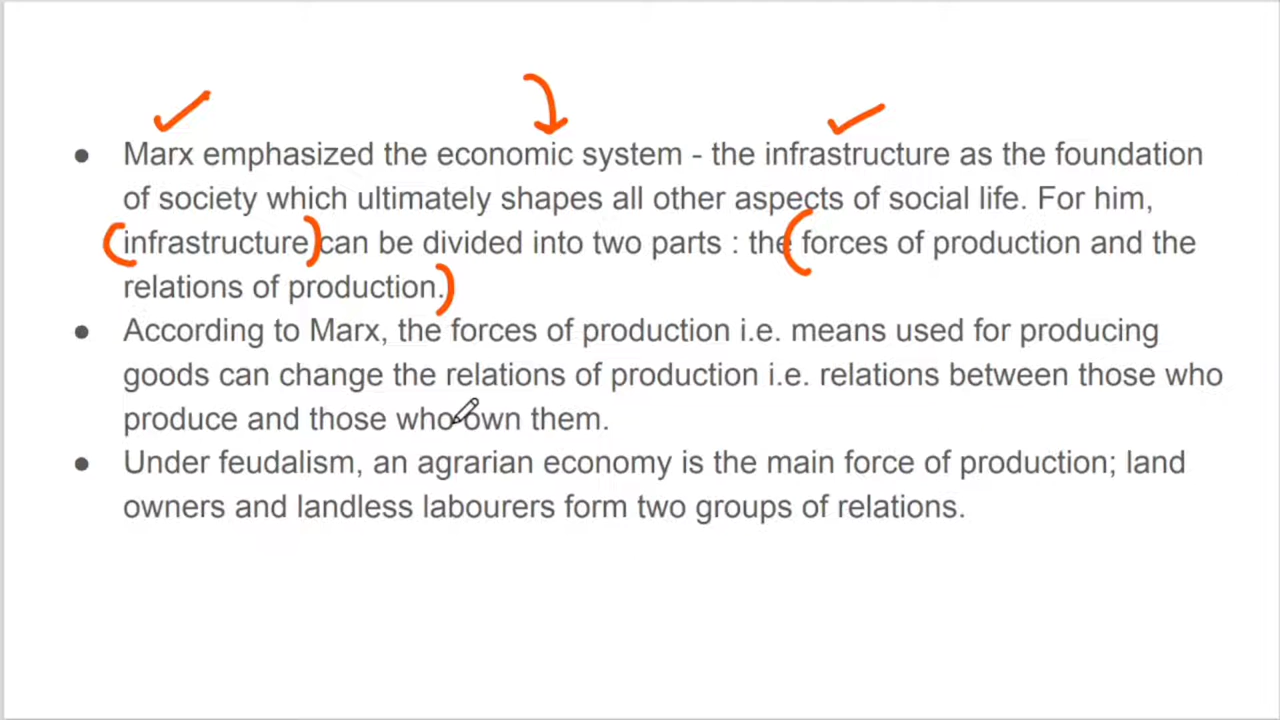 ● Marx emphasized the economic system - the infrastructure as the foundation
of society which ultimately shapes all other aspects of social life. For him,
infrastructure can be divided into two parts : the forces of production and the
relations of production.
● According to Marx, the forces of production i.e. means used for producing
goods can change the relations of production i.e. relations between those who
produce and those who own them.
● Under feudalism, an agrarian economy is the main force of production; land
owners and landless labourers form two groups of relations.